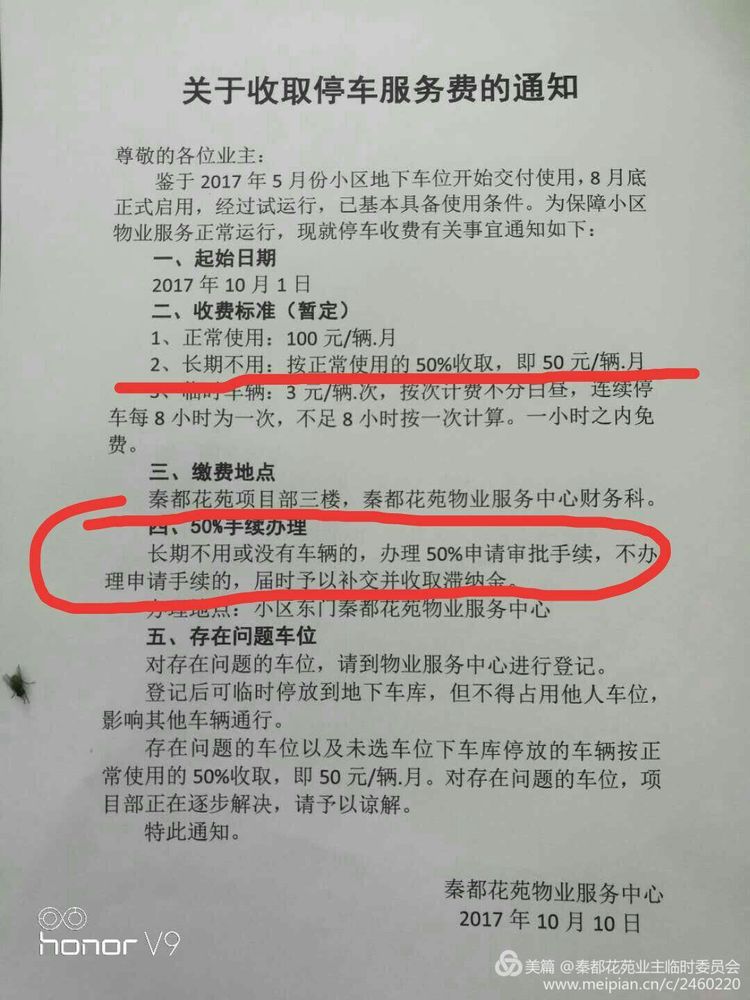 关于收取停车服务费的通知
尊敬的各位业主：
鉴于 2017 年 5 月份小区地下车位开始交付使用，8 月底
正式启用，经过试运行，已基本具备使用条件。为保障小区
物业服务正常运行，现就停车收费有关事宜通知如下：
一、起始日期
2017 年 10 月 1 日
二、收费标准（暂定）
1、正常使用：100 元/辆.月
2、长期不用：按正常使用的 50%收取，即 50 元/辆.月
3、临时车辆：3 元/辆.次，按次计费不分白昼，连续停
车每 8 小时为一次，不足 8 小时按一次计算。一小时之内免
费。
三、缴费地点
秦都花苑项目部三楼，秦都花苑物业服务中心财务科。
四、50%手续办理
长期不用或没有车辆的，办理 50%申请审批手续，不办
理申请手续的，届时予以补交并收取滞纳金。
办理地点：小区东门秦都花苑物业服务中心
五、存在问题车位
对存在问题的车位，请到物业服务中心进行登记。
登记后可临时停放到地下车库，但不得占用他人车位，
影响其他车辆通行。
存在问题的车位以及未选车位下车库停放的车辆按正
常使用的 50%收取，即 50 元/辆.月。对存在问题的车位，项
目部正在逐步解决，请予以谅解。
特此通知。
秦都花苑物业服务中心
2017 年 10 月 10 日
honor V9
美篇 @秦都花苑业主临时委员会
www.meipian.cn/c/2460220